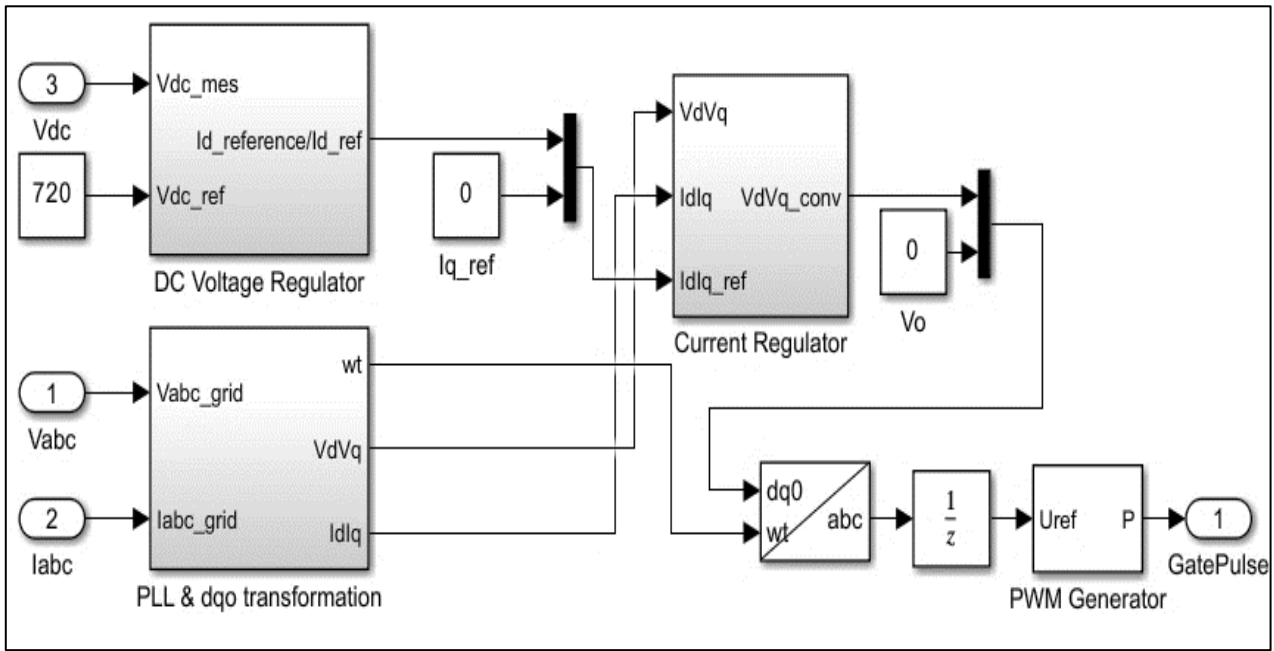 3
Vdc
720
Vdc_mes
Id_reference/Id_ref
Vdc_ref
DC Voltage Regulator
0
Iq_ref
VdVq
IdIq
VdVq_conv
IdIq_ref
Current Regulator
0
Vo
1
Vabc
2
Iabc
Vabc_grid
wt
VdVq
Iabc_grid
IdIq
PLL & dqo transformation
dq0
wt
abc
1
z
Uref
P
PWM Generator
1
GatePulse